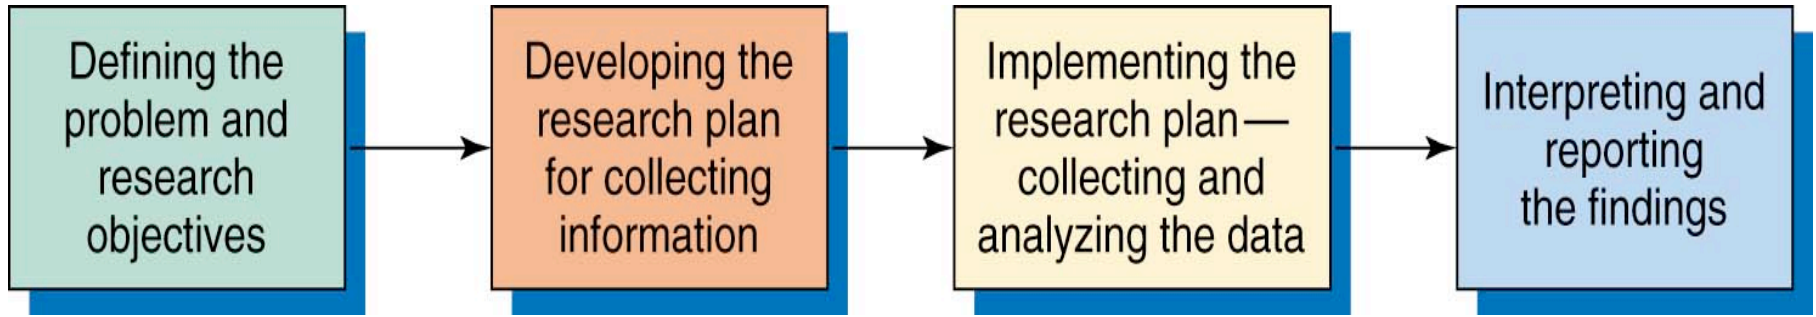 Defining the
problem and
research
objectives
Developing the
research plan
for collecting
information
Implementing the
research plan—
collecting and
analyzing the data
Interpreting and
reporting
the findings